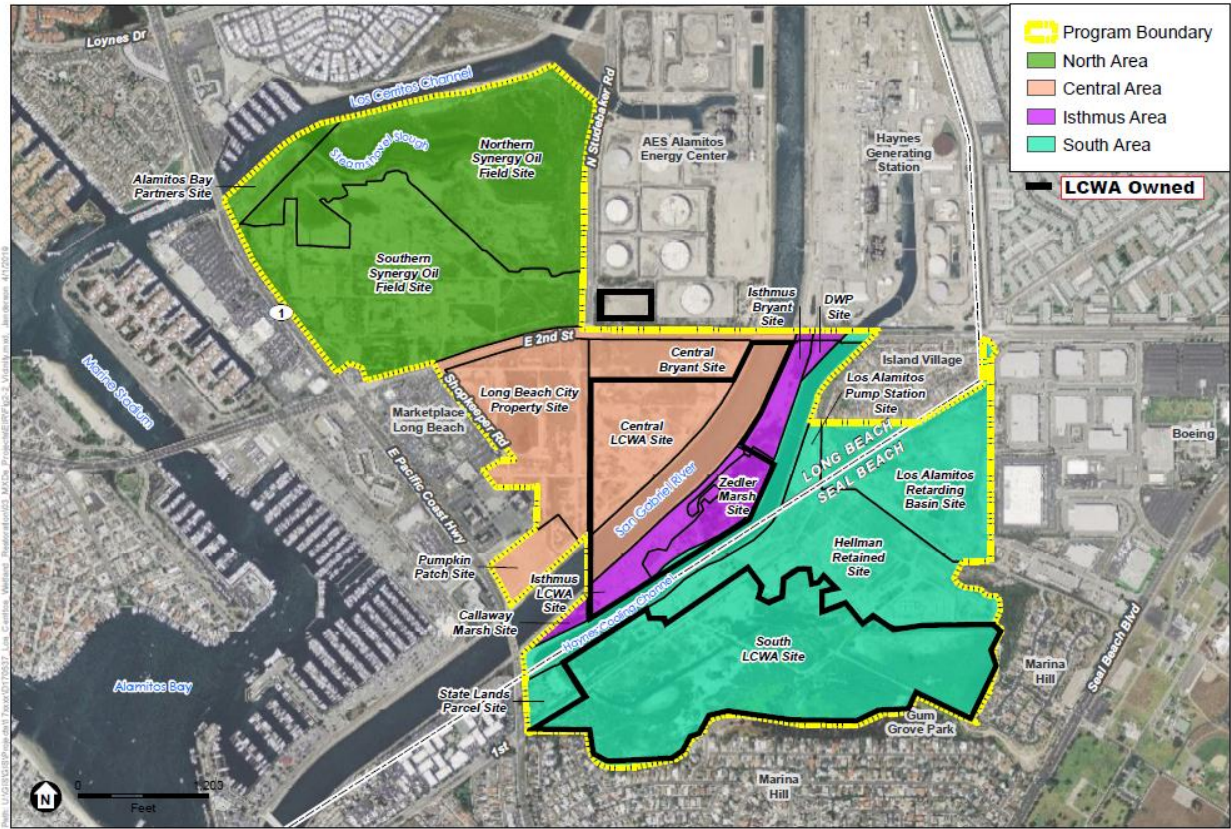 Program Boundary
North Area
Central Area
Isthmus Area
South Area
LCWA Owned
Loynes Dr
Los Cerritos Channel
Steamshovel Slough
Northern
Synergy Oil
Field Site
N Studebaker Rd
AES Alamitos
Energy Center
Haynes
Generating
Station
Alamitos Bay
Partners Site
Southern
Synergy Oil
Field Site
1
Isthmus
Bryant
Site
DWP
Site
E 2nd St
Central
Bryant Site
Island Village
Los Alamitos
Pump Station
Site
Long Beach City
Property Site
Shopkeeper Rd
Marketplace
Long Beach
Marine Stadium
Central
LCWA Site
Boeing
LONG BEACH
SEAL BEACH
E Pacific Coast Hwy
San Gabriel River
Zedler
Marsh
Site
Los Alamitos
Retarding
Basin Site
Hellman
Retained
Site
Pumpkin
Patch Site
Isthmus
LCWA
Site
Callaway
Marsh Site
Haynes Cooling Channel
South
LCWA Site
Seal Beach Blvd
Marina
Hill
Alamitos Bay
State Lands
Parcel Site
1st
Gum
Grove Park
Marina
Hill
N
0
1,203
Feet